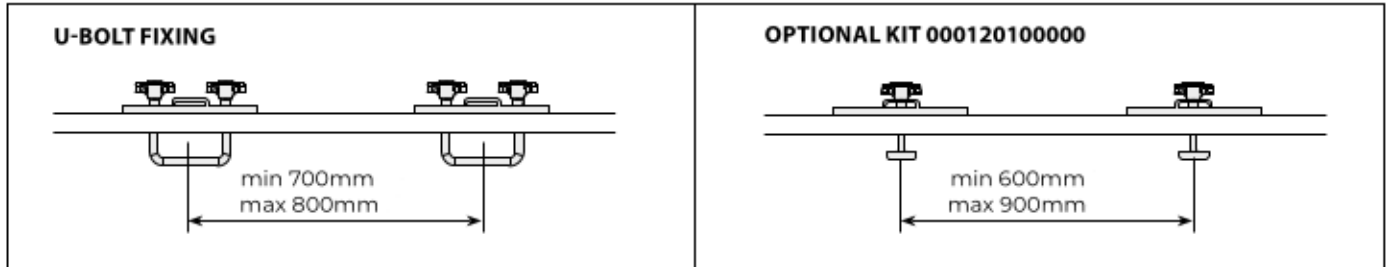 U-BOLT FIXING
min 700mm
max 800mm
OPTIONAL KIT 000120100000
min 600mm
max 900mm